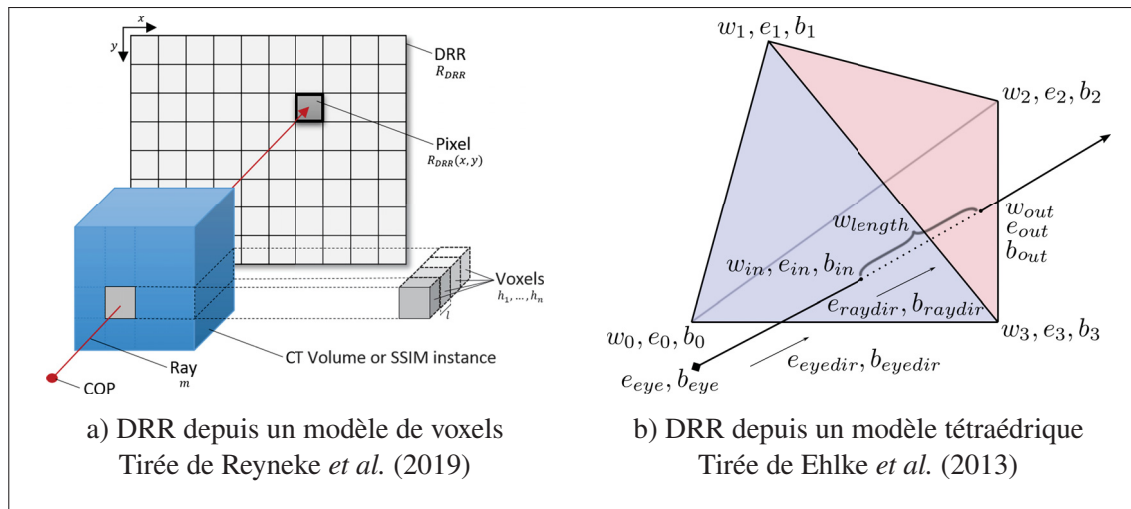 x
y
DRR
R_DRR
Pixel
R_DRR(x, y)
Voxels
h_1, ..., h_n
l
CT Volume or SSIM instance
Ray
m
COP
a) DRR depuis un modèle de voxels
Tirée de Reyneke et al. (2019)
w_1, e_1, b_1
w_2, e_2, b_2
w_out
e_out
b_out
w_length
w_in, e_in, b_in
e_raydir, b_raydir
w_0, e_0, b_0
w_3, e_3, b_3
e_eyedir, b_eyedir
e_eye, b_eye
b) DRR depuis un modèle tétraédrique
Tirée de Ehlke et al. (2013)